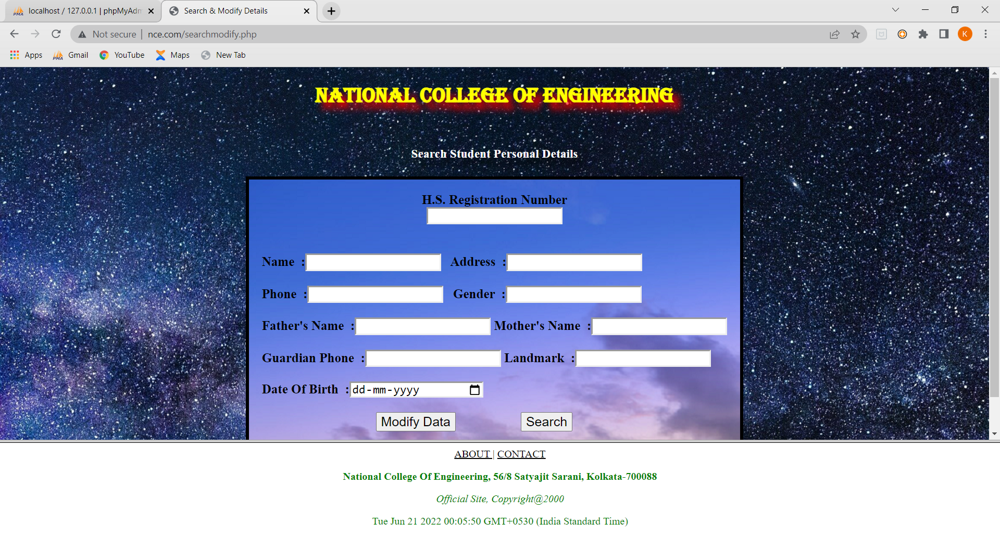 localhost / 127.0.0.1 | phpMyAdm
Search & Modify Details
Not secure | nce.com/searchmodify.php
K
Apps PMA Gmail YouTube Maps New Tab
NATIONAL COLLEGE OF ENGINEERING
Search Student Personal Details
H.S. Registration Number
Name : Address :
Phone : Gender :
Father's Name : Mother's Name :
Guardian Phone : Landmark :
Date Of Birth : dd-mm-yyyy
Modify Data Search
ABOUT | CONTACT
National College Of Engineering, 56/8 Satyajit Sarani, Kolkata-700088
Official Site, Copyright@2000
Tue Jun 21 2022 00:05:50 GMT+0530 (India Standard Time)